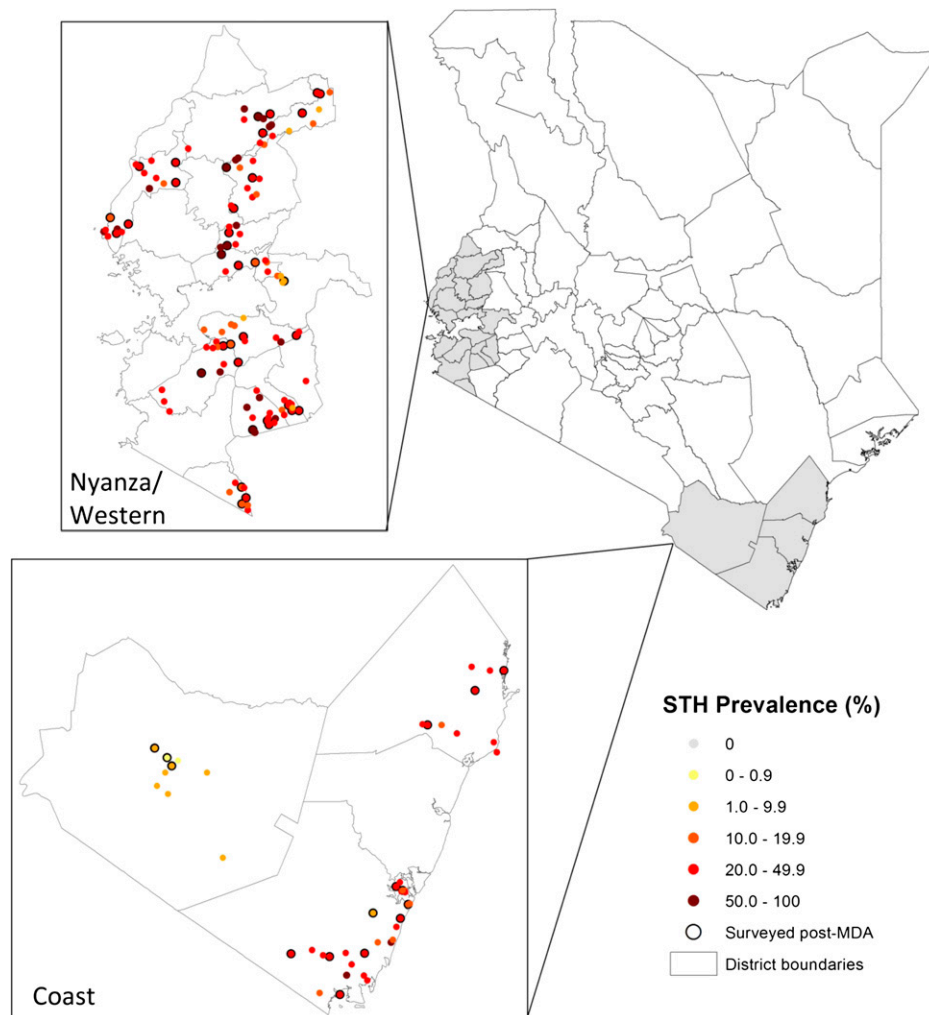 Nyanza/
Western
Coast
STH Prevalence (%)
0
0 - 0.9
1.0 - 9.9
10.0 - 19.9
20.0 - 49.9
50.0 - 100
Surveyed post-MDA
District boundaries